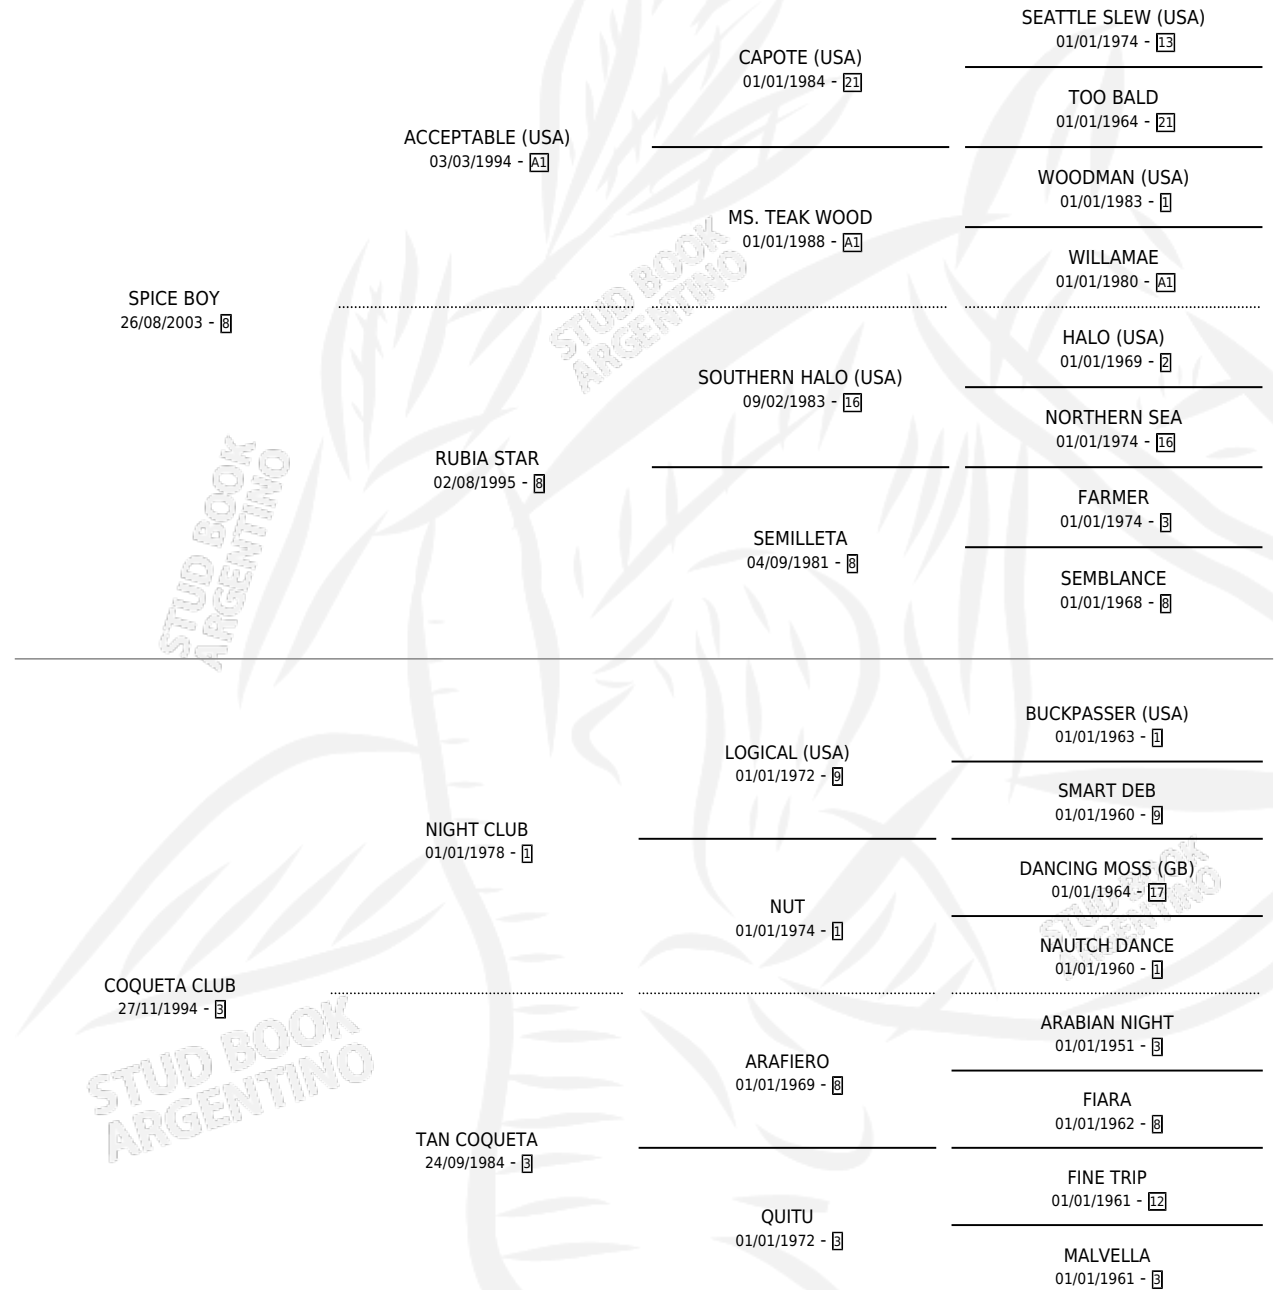 SEATTLE SLEW (USA)
01/01/1974 - 13
CAPOTE (USA)
01/01/1984 - 21
TOO BALD
01/01/1964 - 21
ACCEPTABLE (USA)
03/03/1994 - A1
WOODMAN (USA)
01/01/1983 - 1
MS. TEAK WOOD
01/01/1988 - A1
WILLAMAE
01/01/1980 - A1
SPICE BOY
26/08/2003 - 8
STUD BOOK
ARGENTINO
HALO (USA)
01/01/1969 - 2
SOUTHERN HALO (USA)
09/02/1983 - 16
NORTHERN SEA
01/01/1974 - 16
RUBIA STAR
02/08/1995 - 8
FARMER
01/01/1974 - 3
SEMILLETA
04/09/1981 - 8
SEMBLANCE
01/01/1968 - 8
STUD BOOK
ARGENTINO
BUCKPASSER (USA)
01/01/1963 - 1
LOGICAL (USA)
01/01/1972 - 9
SMART DEB
01/01/1960 - 9
NIGHT CLUB
01/01/1978 - 1
DANCING MOSS (GB)
01/01/1964 - 17
NUT
01/01/1974 - 1
NAUTCH DANCE
01/01/1960 - 1
STUD BOOK
ARGENTINO
COQUETA CLUB
27/11/1994 - 3
STUD BOOK
ARGENTINO
ARABIAN NIGHT
01/01/1951 - 3
ARAFIERO
01/01/1969 - 8
FIARA
01/01/1962 - 8
TAN COQUETA
24/09/1984 - 3
FINE TRIP
01/01/1961 - 12
QUITU
01/01/1972 - 3
MALVELLA
01/01/1961 - 3